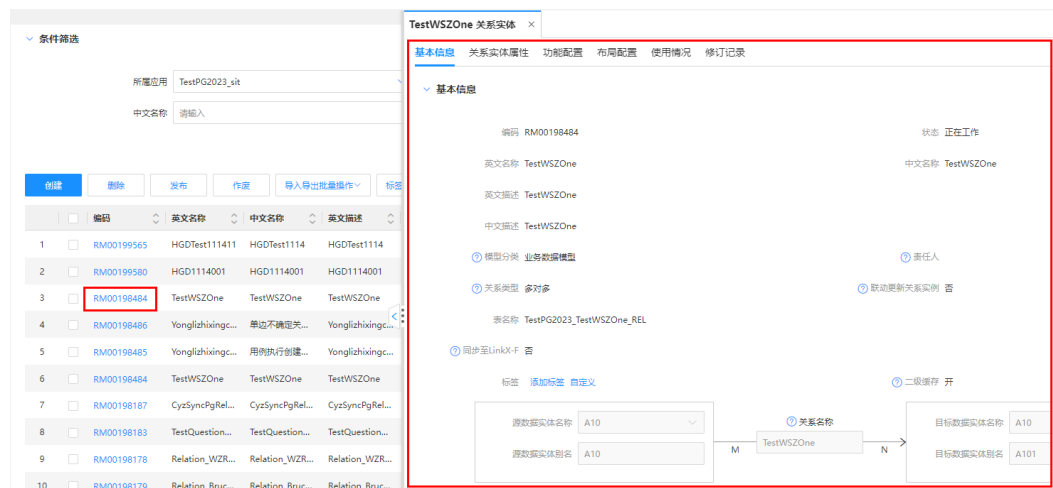 条件筛选
所属应用 TestPG2023_sit
中文名称 请输入
创建 删除 发布 作废 导入导出批量操作 标签
编码 英文名称 中文名称 英文描述
1 RM00199565 HGDTest111411 HGDTest1114 HGDTest1114
2 RM00199580 HGD1114001 HGD1114001 HGD1114001
3 RM00198484 TestWSZOne TestWSZOne TestWSZOne
4 RM00198486 Yonglizhixingc... 单边不确定关... Yonglizhixingc...
5 RM00198485 Yonglizhixingc... 用例执行创建... Yonglizhixingc...
6 RM00198484 TestWSZOne TestWSZOne TestWSZOne
7 RM00198187 CyzSyncPgRel... CyzSyncPgRel... CyzSyncPgRel...
8 RM00198183 TestQuestion... TestQuestion... TestQuestion...
9 RM00198178 Relation_WZR... Relation_WZR... Relation_WZR...
10 RM00198179 Relation_Bruc... Relation_Bruc... Relation_Bruc...
TestWSZOne 关系实体 ×
基本信息 关系实体属性 功能配置 布局配置 使用情况 修订记录
基本信息
编码 RM00198484 状态 正在工作
英文名称 TestWSZOne 中文名称 TestWSZOne
英文描述 TestWSZOne
中文描述 TestWSZOne
模型分类 业务数据模型 责任人
关系类型 多对多 联动更新关系实例 否
表名称 TestPG2023_TestWSZOne_REL
同步至LinkX-F 否
标签 添加标签 自定义 二级缓存 开
源数据实体名称 A10 关系名称 目标数据实体名称 A10
M TestWSZOne N
源数据实体别名 A10 目标数据实体别名 A101